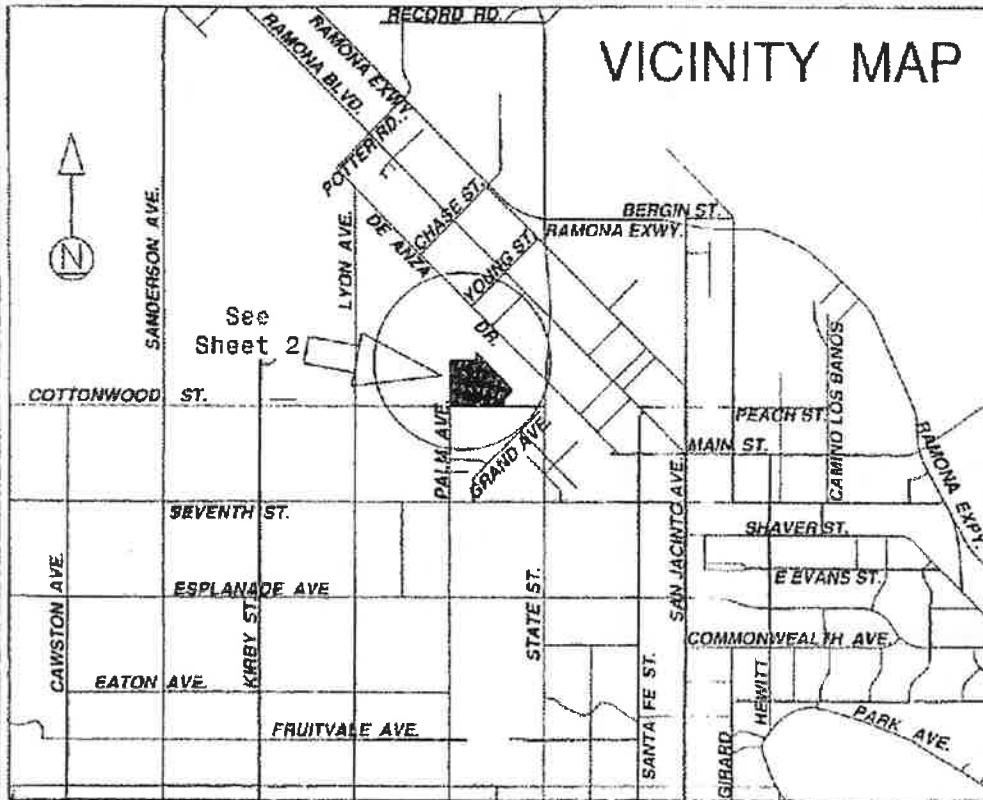 RECORD RD.
VICINITY MAP
RAMONA EXWY.
RAMONA BLVD.
POTTER RD.
CHASE ST.
BERGIN ST.
RAMONA EXWY.
N
SANDERSON AVE.
LYON AVE.
DE ANZA
DR.
YOUNG ST.
See
Sheet 2
COTTONWOOD ST.
PALM AVE.
GRAND AVE.
PEACH ST.
MAIN ST.
CAMINO LOS BANOS
RAMONA EXPY.
SEVENTH ST.
SAN JACINTO AVE.
SHAVER ST.
E EVANS ST.
CAWSTON AVE.
ESPLANADE AVE
KIRBY ST.
STATE ST.
COMMONWEALTH AVE.
EATON AVE.
FRUITVALE AVE.
SANTA FE ST.
GIRARD
HEWITT
PARK AVE.